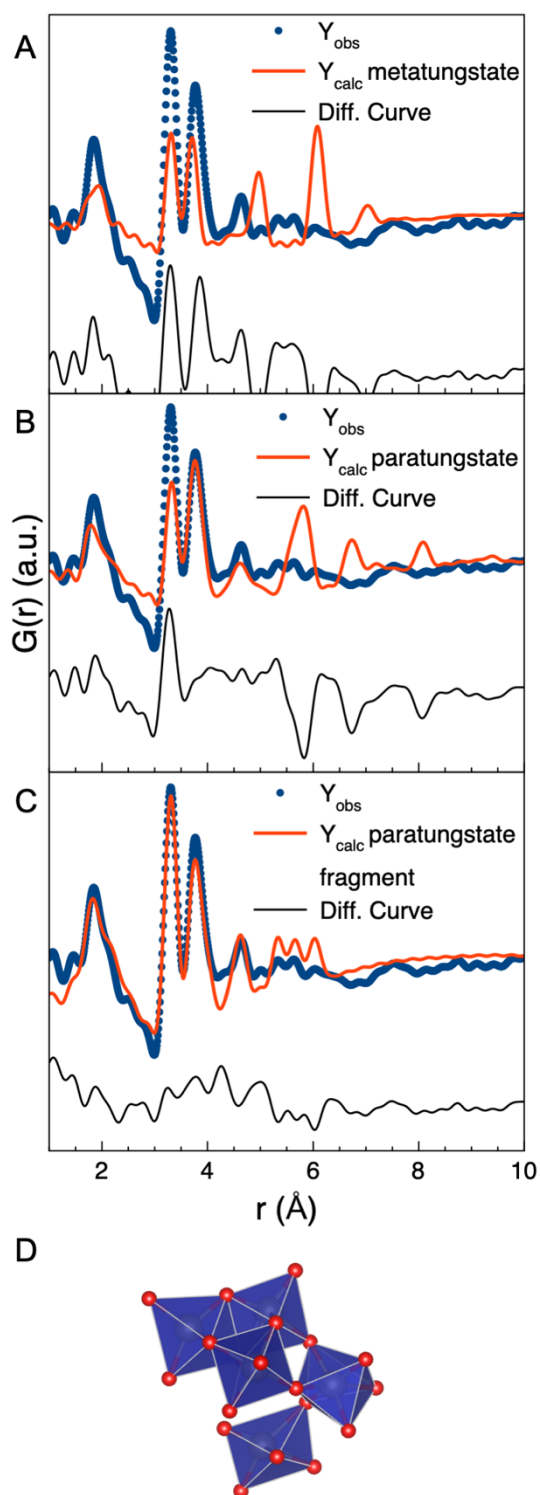 A
Yobs
Ycalc metatungstate
Diff. Curve
B
Yobs
Ycalc paratungstate
Diff. Curve
G(r) (a.u.)
C
Yobs
Ycalc paratungstate
fragment
Diff. Curve
2 4 6 8 10
r (Å)
D